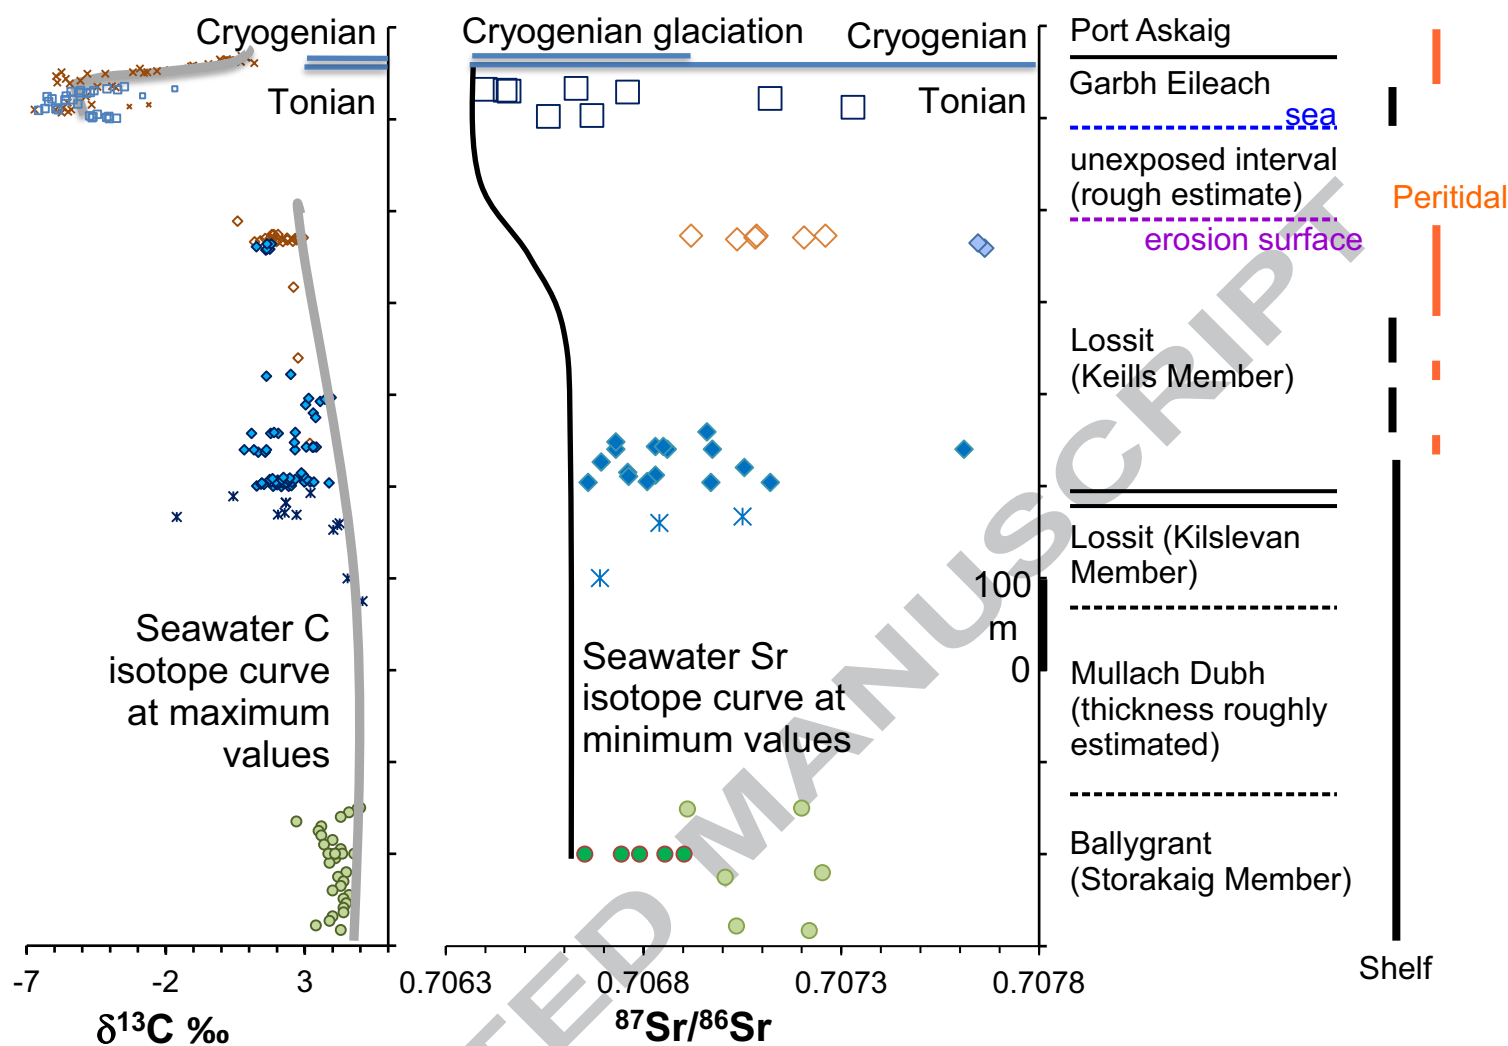 Cryogenian
Tonian
Cryogenian glaciation
Cryogenian
Tonian
Port Askaig
Garbh Eileach
sea
unexposed interval
(rough estimate)
erosion surface
Peritidal
Lossit
(Keills Member)
Lossit (Kilslevan
Member)
100
m
0
Mullach Dubh
(thickness roughly
estimated)
Ballygrant
(Storakaig Member)
Shelf
Seawater C
isotope curve
at maximum
values
Seawater Sr
isotope curve at
minimum values
-7 -2 3
δ¹³C ‰
0.7063 0.7068 0.7073 0.7078
⁸⁷Sr/⁸⁶Sr
TED MANUSCRIPT